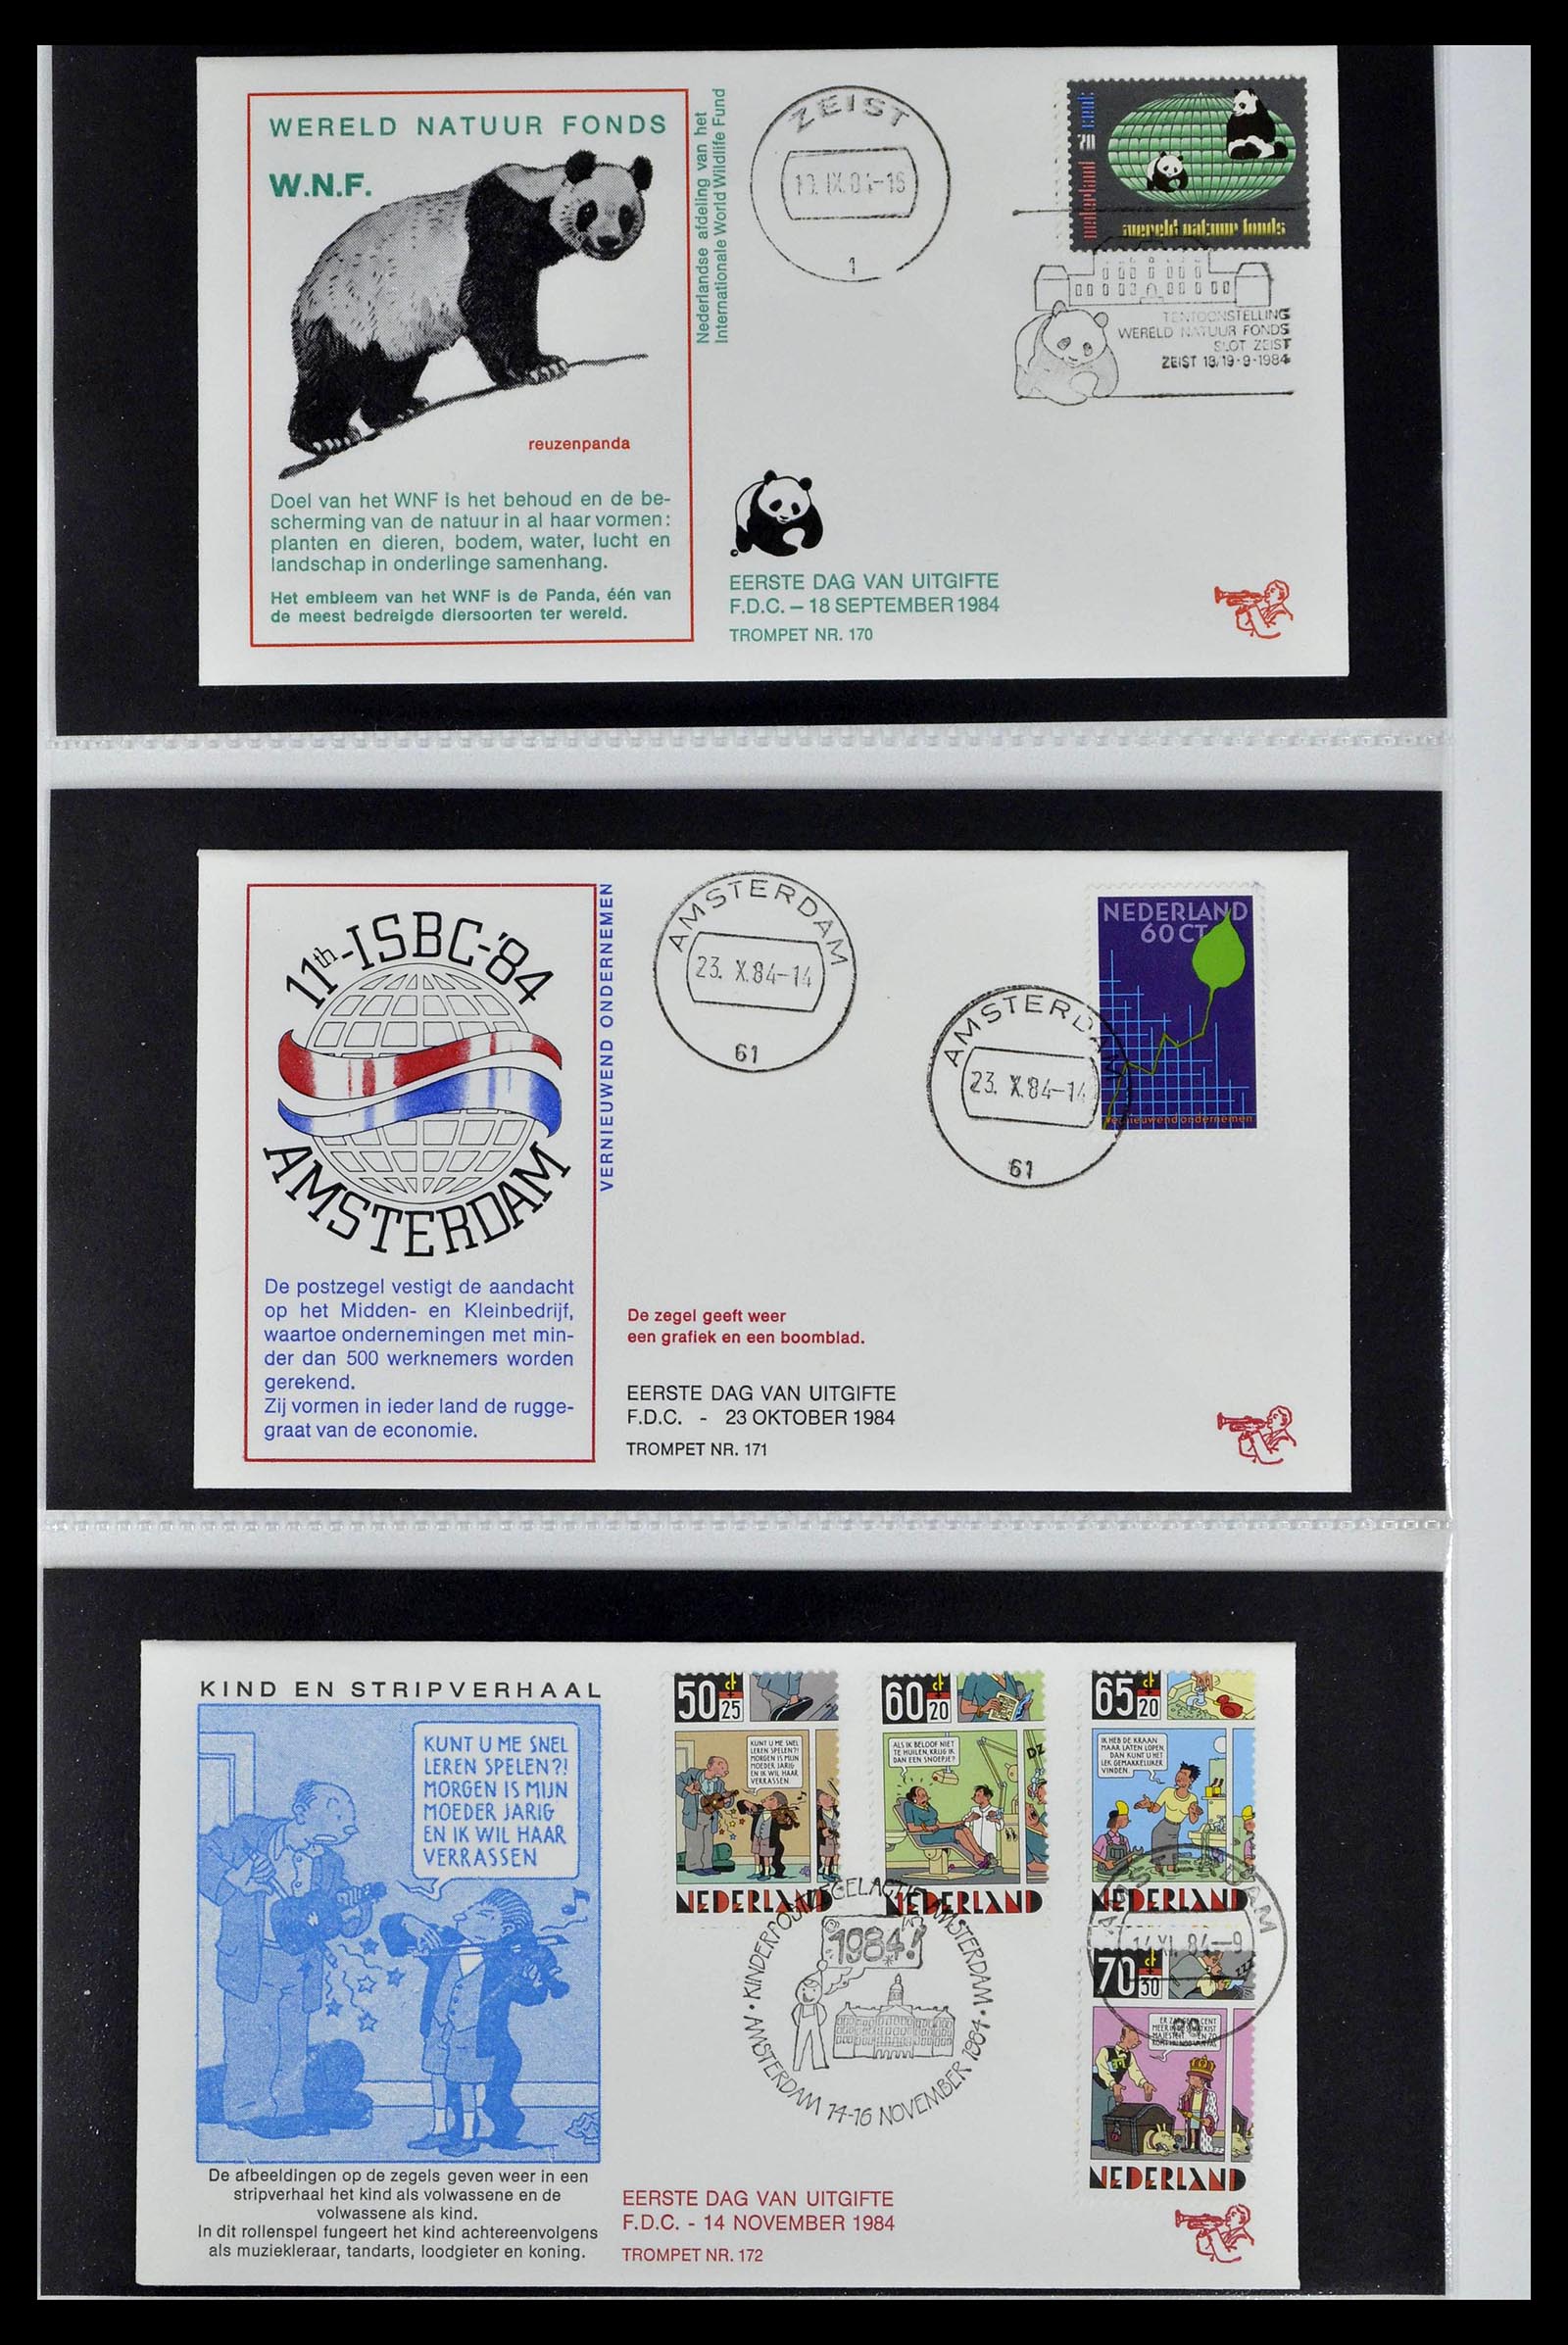 WERELD NATUUR FONDS
W.N.F.
Nederlandse afdeling van het
Internationale World Wildlife Fund
reuzenpanda
Doel van het WNF is het behoud en de be-
scherming van de natuur in al haar vormen:
planten en dieren, bodem, water, lucht en
landschap in onderlinge samenhang.
Het embleem van het WNF is de Panda, één van
de meest bedreigde diersoorten ter wereld.
ZEIST
1
nederland 70 cent
wereld natuur fonds
TENTOONSTELLING
WERELD NATUUR FONDS
SLOT ZEIST
ZEIST 18/19-9-1984
EERSTE DAG VAN UITGIFTE
F.D.C. – 18 SEPTEMBER 1984
TROMPET NR. 170
11th-ISBC-'84
AMSTERDAM
VERNIEUWEND ONDERNEMEN
De postzegel vestigt de aandacht
op het Midden- en Kleinbedrijf,
waartoe ondernemingen met min-
der dan 500 werknemers worden
gerekend.
Zij vormen in ieder land de rugge-
graat van de economie.
AMSTERDAM
23. X.84-14
61
AMSTERDAM
23. X.84-14
61
NEDERLAND
60 CT
vernieuwend ondernemen
De zegel geeft weer
een grafiek en een boomblad.
EERSTE DAG VAN UITGIFTE
F.D.C. - 23 OKTOBER 1984
TROMPET NR. 171
KIND EN STRIPVERHAAL
KUNT U ME SNEL
LEREN SPELEN?!
MORGEN IS MIJN
MOEDER JARIG
EN IK WIL HAAR
VERRASSEN
De afbeeldingen op de zegels geven weer in een
stripverhaal het kind als volwassene en de
volwassene als kind.
In dit rollenspel fungeert het kind achtereenvolgens
als muziekleraar, tandarts, loodgieter en koning.
50 +25
KUNT U ME SNEL
LEREN SPELEN?!
MORGEN IS MIJN
MOEDER JARIG
EN IK WIL HAAR
VERRASSEN
NEDERLAND
60 +20
ALS IK BELOOF NIET
TE HUILEN, KRIJG IK
DAN EEN SNOEPJE?
DZ
NEDERLAND
65 +20
IK HEB DE KRAAN
MAAR LATEN LOPEN,
DAN KUNT U HET
LEK GEMAKKELIJKER
VINDEN.
NEDERLAND
14 XI. 84-9
70 +30
ZZZ
NEDERLAND
KINDERPOSTZEGELACTIE AMSTERDAM
1984!
AMSTERDAM 14-16 NOVEMBER 1984
EERSTE DAG VAN UITGIFTE
F.D.C. - 14 NOVEMBER 1984
TROMPET NR. 172